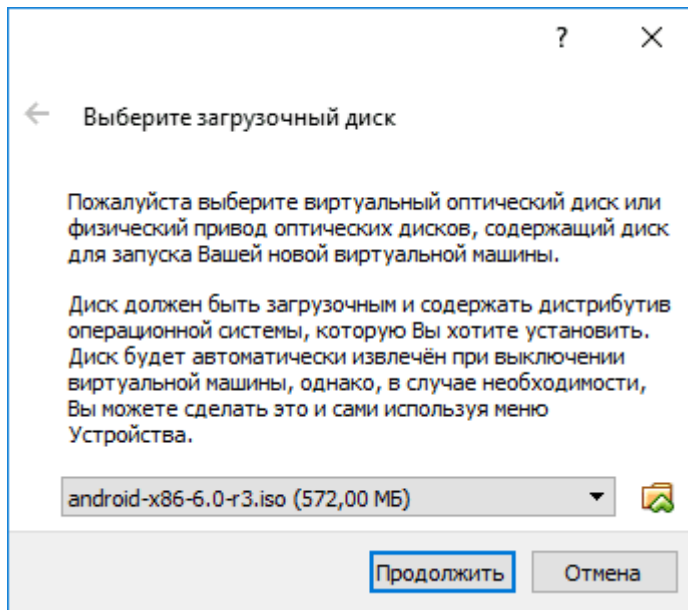 ?
Выберите загрузочный диск
Пожалуйста выберите виртуальный оптический диск или
физический привод оптических дисков, содержащий диск
для запуска Вашей новой виртуальной машины.
Диск должен быть загрузочным и содержать дистрибутив
операционной системы, которую Вы хотите установить.
Диск будет автоматически извлечён при выключении
виртуальной машины, однако, в случае необходимости,
Вы можете сделать это и сами используя меню
Устройства.
android-x86-6.0-r3.iso (572,00 МБ)
Продолжить
Отмена